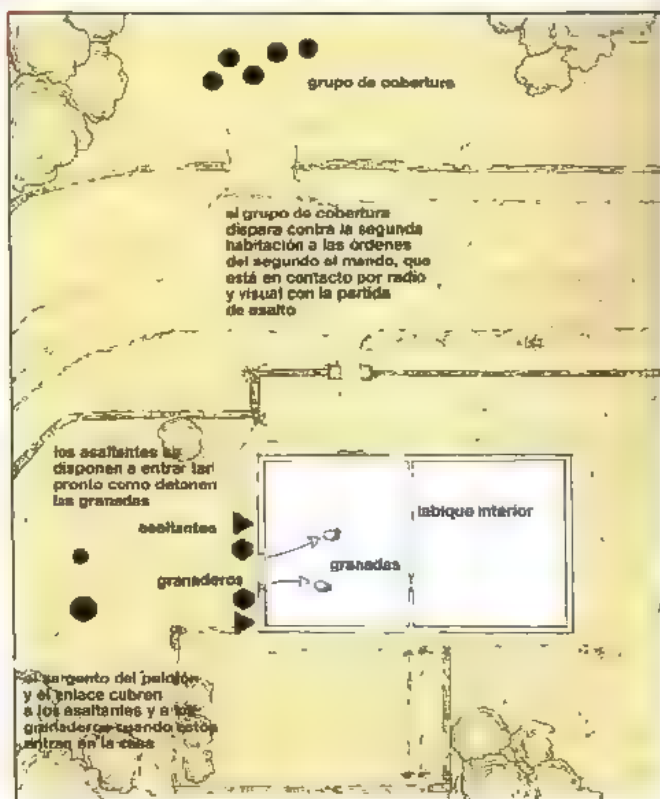 grupo de cobertura
el grupo de cobertura
dispara contra la segunda
habitación a las órdenes
del segundo al mando, que
está en contacto por radio
y visual con la partida
de asalto
los asaltantes se
disponen a entrar tan
pronto como detonen
las granadas
asaltantes
granaderos
granadas
tabique interior
el sargento del pelotón
y el enlace cubren
a los asaltantes y a los
granaderos cuando estos
entran en la casa